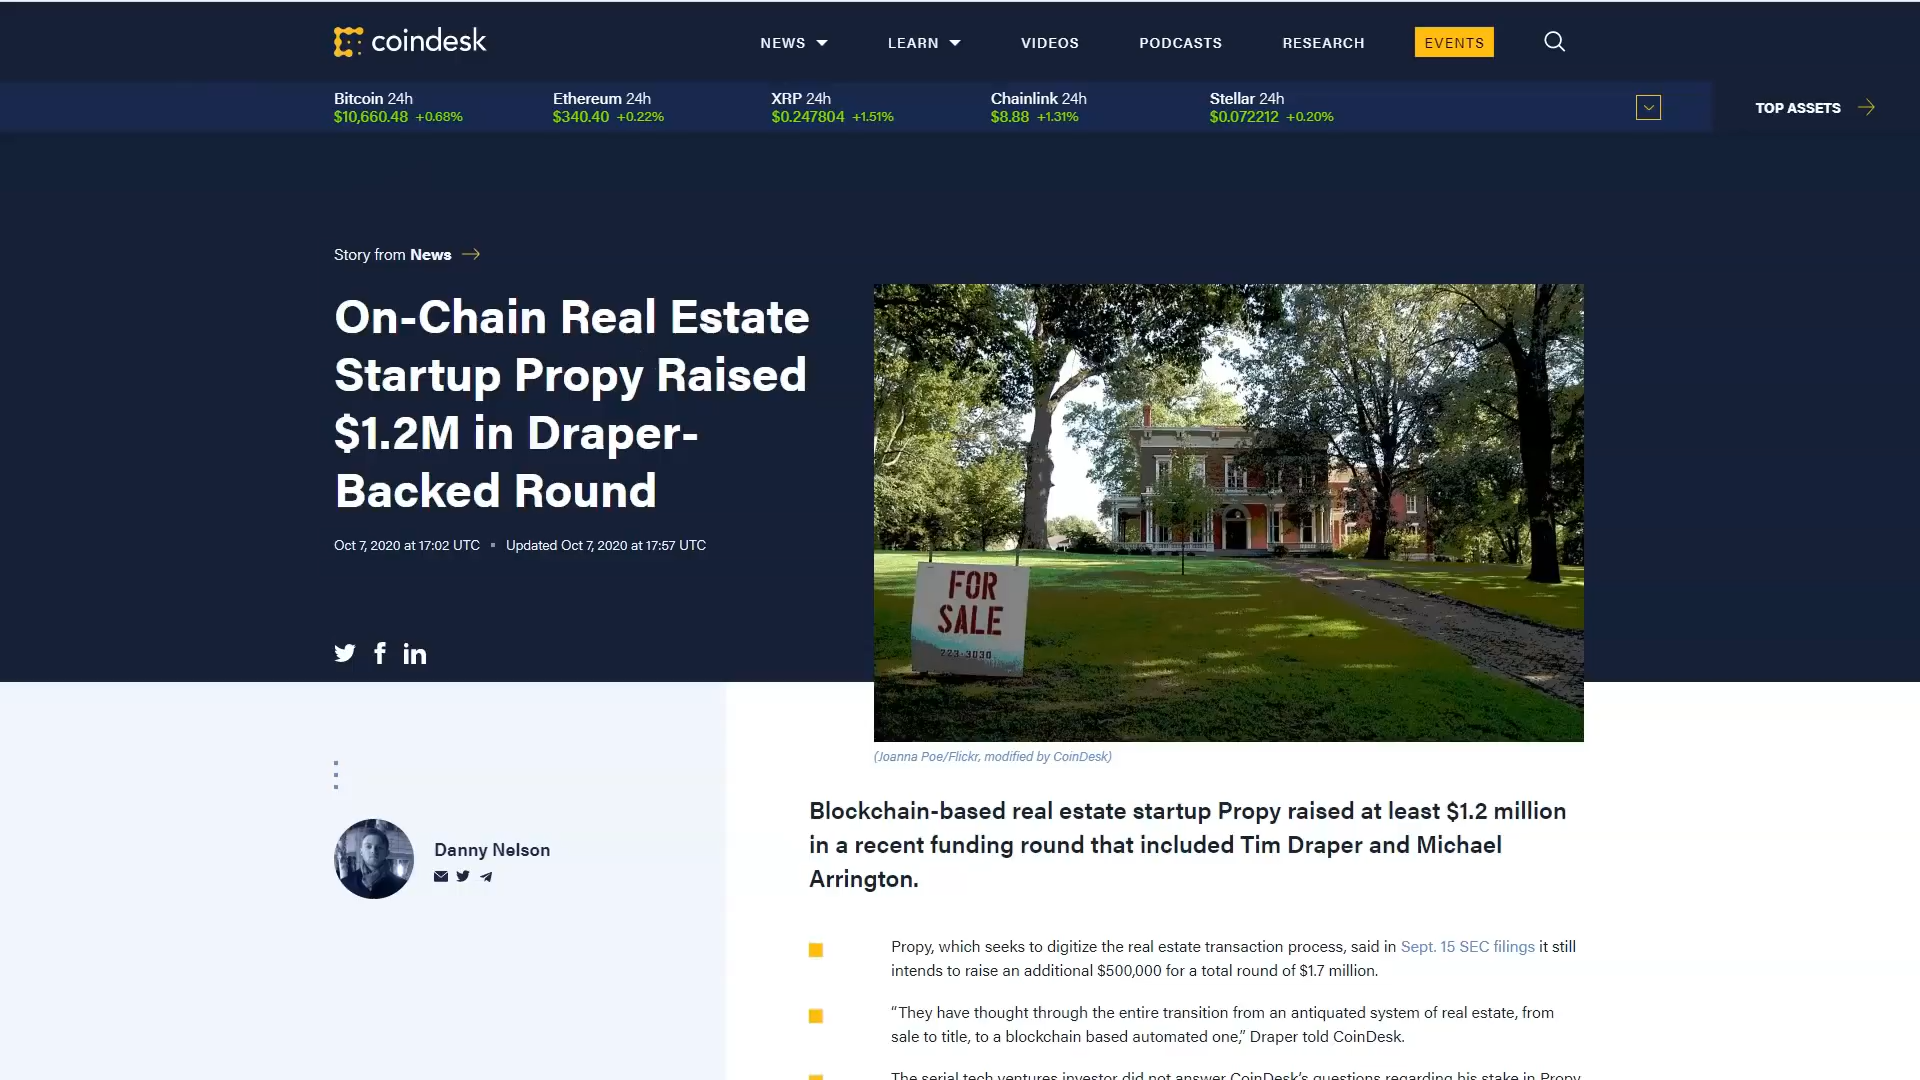 coindesk
NEWS
LEARN
VIDEOS
PODCASTS
RESEARCH
EVENTS
Bitcoin 24h
$10,660.48 +0.68%
Ethereum 24h
$340.40 +0.22%
XRP 24h
$0.247804 +1.51%
Chainlink 24h
$8.88 +1.31%
Stellar 24h
$0.072212 +0.20%
TOP ASSETS
Story from News
On-Chain Real Estate
Startup Propy Raised
$1.2M in Draper-
Backed Round
Oct 7, 2020 at 17:02 UTC ▪ Updated Oct 7, 2020 at 17:57 UTC
FOR
SALE
223-3030
(Joanna Poe/Flickr, modified by CoinDesk)
Danny Nelson
Blockchain-based real estate startup Propy raised at least $1.2 million
in a recent funding round that included Tim Draper and Michael
Arrington.
Propy, which seeks to digitize the real estate transaction process, said in Sept. 15 SEC filings it still
intends to raise an additional $500,000 for a total round of $1.7 million.
“They have thought through the entire transition from an antiquated system of real estate, from
sale to title, to a blockchain based automated one,” Draper told CoinDesk.
The serial tech ventures investor did not answer CoinDesk's questions regarding his stake in Propy